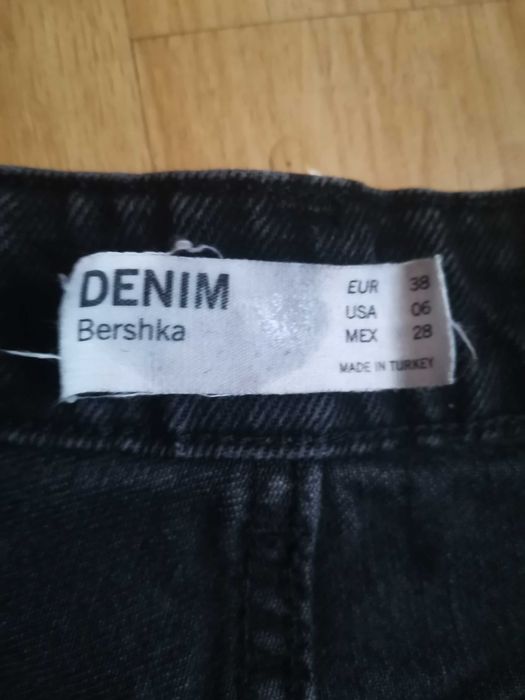 DENIM
Bershka
EUR 38
USA 06
MEX 28
MADE IN TURKEY